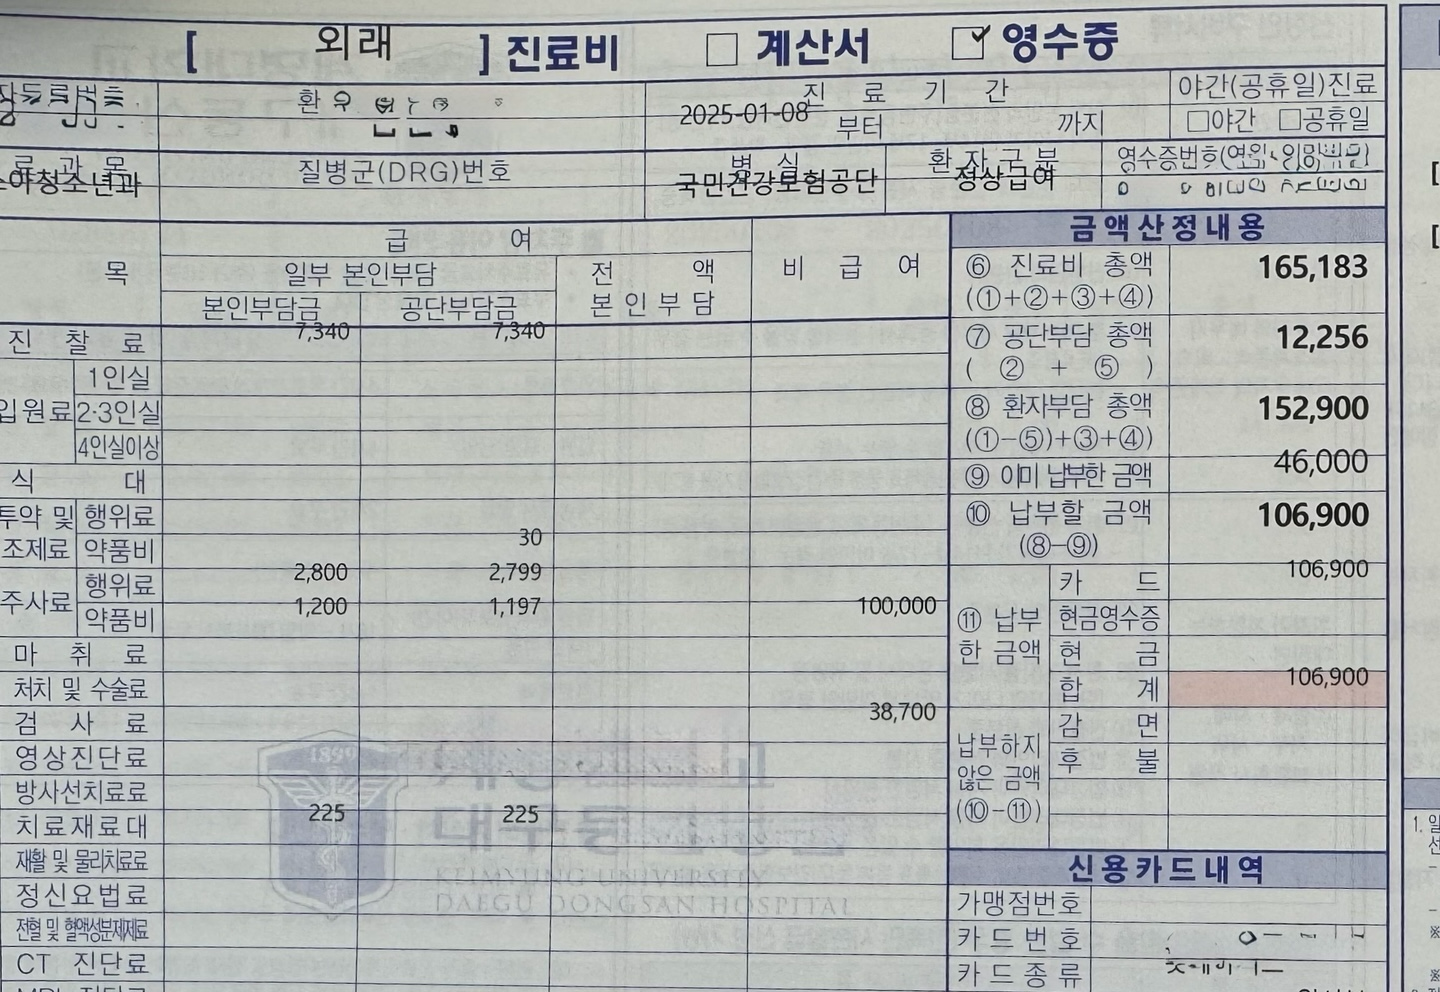 [ 외래 ] 진료비 □ 계산서 ☑ 영수증
진 료 기 간
야간(공휴일)진료
2025-01-08 부터 까지
□야간 □공휴일
료 과 목
질병군(DRG)번호
병 실
환자구분
영수증번호
아청소년과
국민건강보험공단
정상급여
급 여
금액산정내용
목
일부 본인부담
전 액
본인부담
비 급 여
본인부담금
공단부담금
⑥ 진료비 총액
(①+②+③+④)
165,183
진 찰 료 7,340 7,340
⑦ 공단부담 총액
( ② + ⑤ )
12,256
입원료
1인실
2·3인실
4인실이상
⑧ 환자부담 총액
(①-⑤)+③+④)
152,900
식 대
⑨ 이미 납부한 금액 46,000
투약 및
조제료
행위료
약품비 30
⑩ 납부할 금액
(⑧-⑨)
106,900
주사료
행위료 2,800 2,799
약품비 1,200 1,197 100,000
⑪ 납부
한 금액
카 드 106,900
현금영수증
현 금
합 계 106,900
마 취 료
처치 및 수술료
검 사 료 38,700
영상진단료
방사선치료료
치료재료대 225 225
재활 및 물리치료료
정신요법료
전혈 및 혈액성분제제료
CT 진단료
납부하지
않은 금액
(⑩-⑪)
감 면
후 불
신용카드내역
가맹점번호
카드번호
카드종류
KEIMYUNG UNIVERSITY
DAEGU DONGSAN HOSPITAL